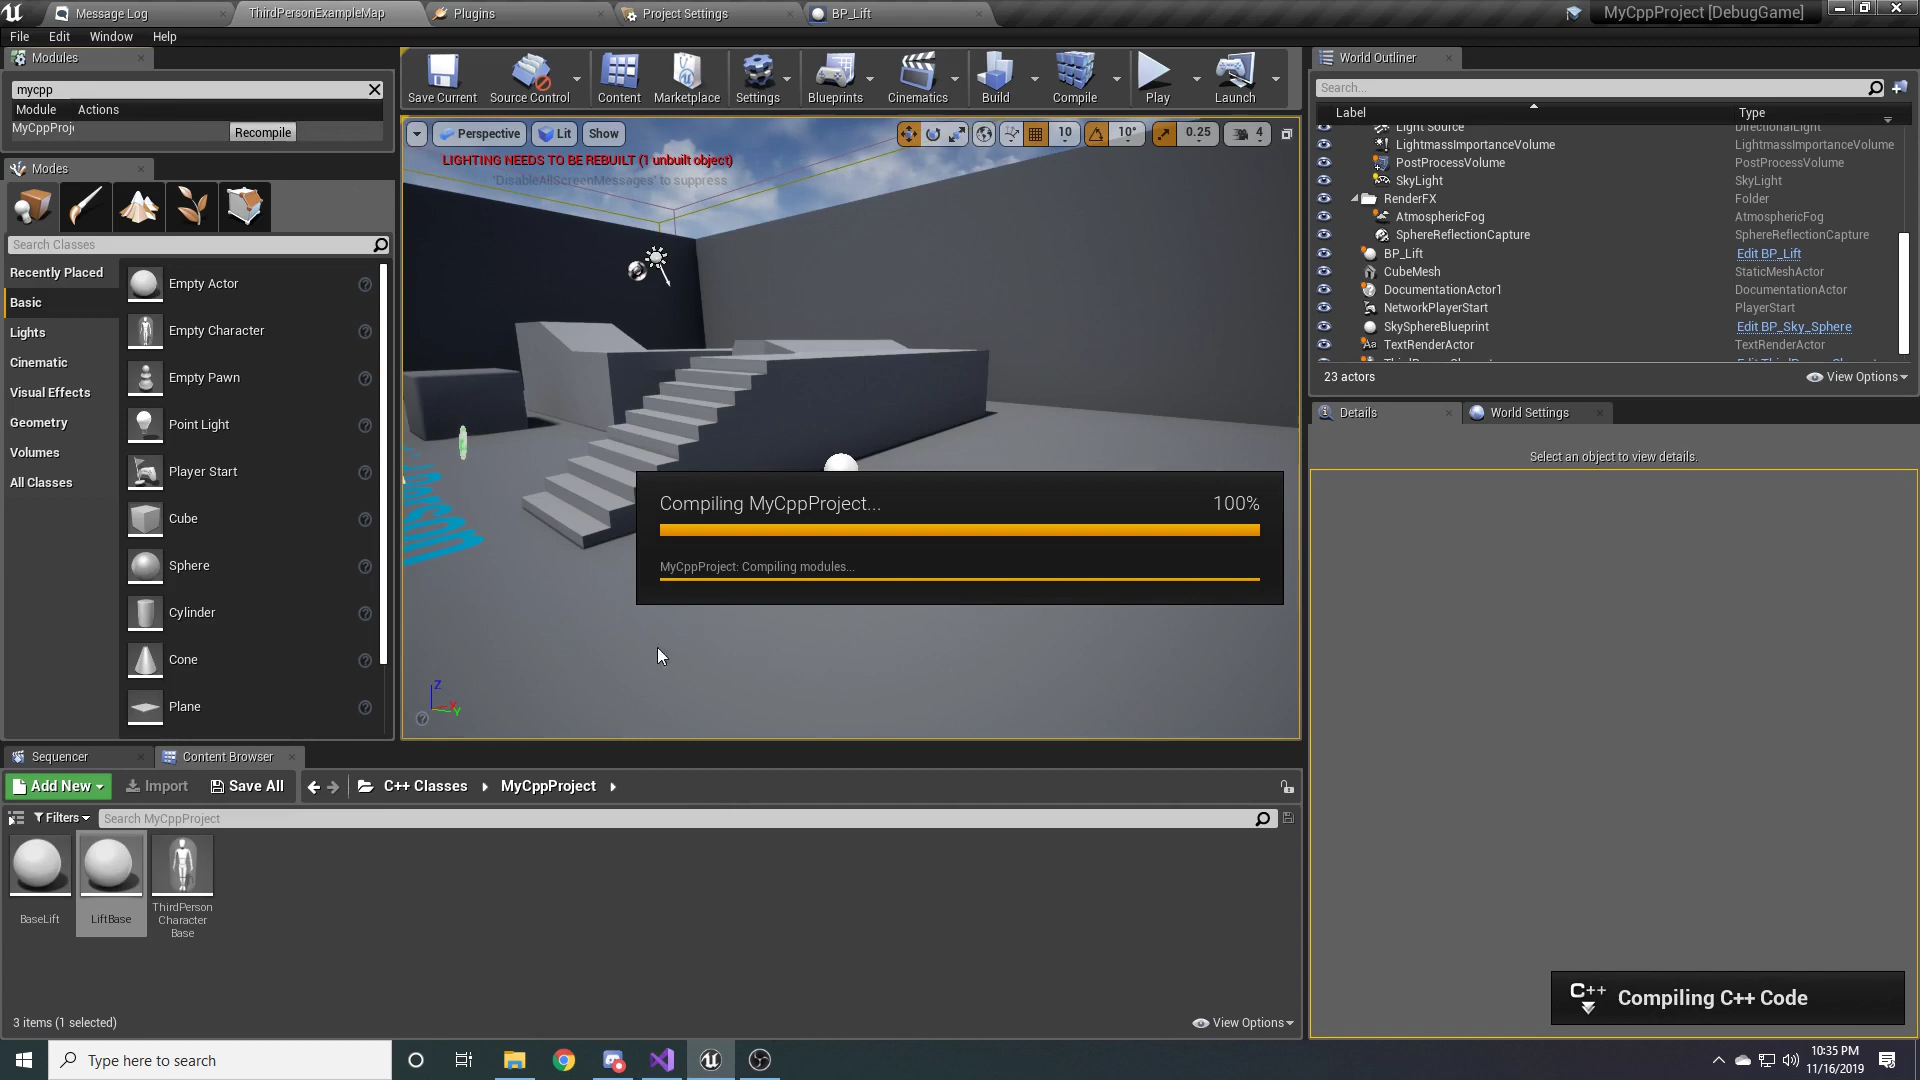 Message Log
ThirdPersonExampleMap
Plugins
Project Settings
BP_Lift
MyCppProject [DebugGame]
File
Edit
Window
Help
Modules
mycpp
Module
Actions
MyCppProj
Recompile
Modes
Search Classes
Recently Placed
Basic
Lights
Cinematic
Visual Effects
Geometry
Volumes
All Classes
Empty Actor
Empty Character
Empty Pawn
Point Light
Player Start
Cube
Sphere
Cylinder
Cone
Plane
Save Current
Source Control
Content
Marketplace
Settings
Blueprints
Cinematics
Build
Compile
Play
Launch
Perspective
Lit
Show
10
10°
0.25
4
LIGHTING NEEDS TO BE REBUILT (1 unbuilt object)
'DisableAllScreenMessages' to suppress
Compiling MyCppProject...
100%
MyCppProject: Compiling modules...
Z
Y
World Outliner
Search...
Label
Type
Light Source
DirectionalLight
LightmassImportanceVolume
LightmassImportanceVolume
PostProcessVolume
PostProcessVolume
SkyLight
SkyLight
RenderFX
Folder
AtmosphericFog
AtmosphericFog
SphereReflectionCapture
SphereReflectionCapture
BP_Lift
Edit BP_Lift
CubeMesh
StaticMeshActor
DocumentationActor1
DocumentationActor
NetworkPlayerStart
PlayerStart
SkySphereBlueprint
Edit BP_Sky_Sphere
TextRenderActor
TextRenderActor
23 actors
View Options
Details
World Settings
Select an object to view details.
Sequencer
Content Browser
Add New
Import
Save All
C++ Classes
MyCppProject
Filters
Search MyCppProject
BaseLift
LiftBase
ThirdPerson
Character
Base
3 items (1 selected)
View Options
C++
Compiling C++ Code
Type here to search
10:35 PM
11/16/2019